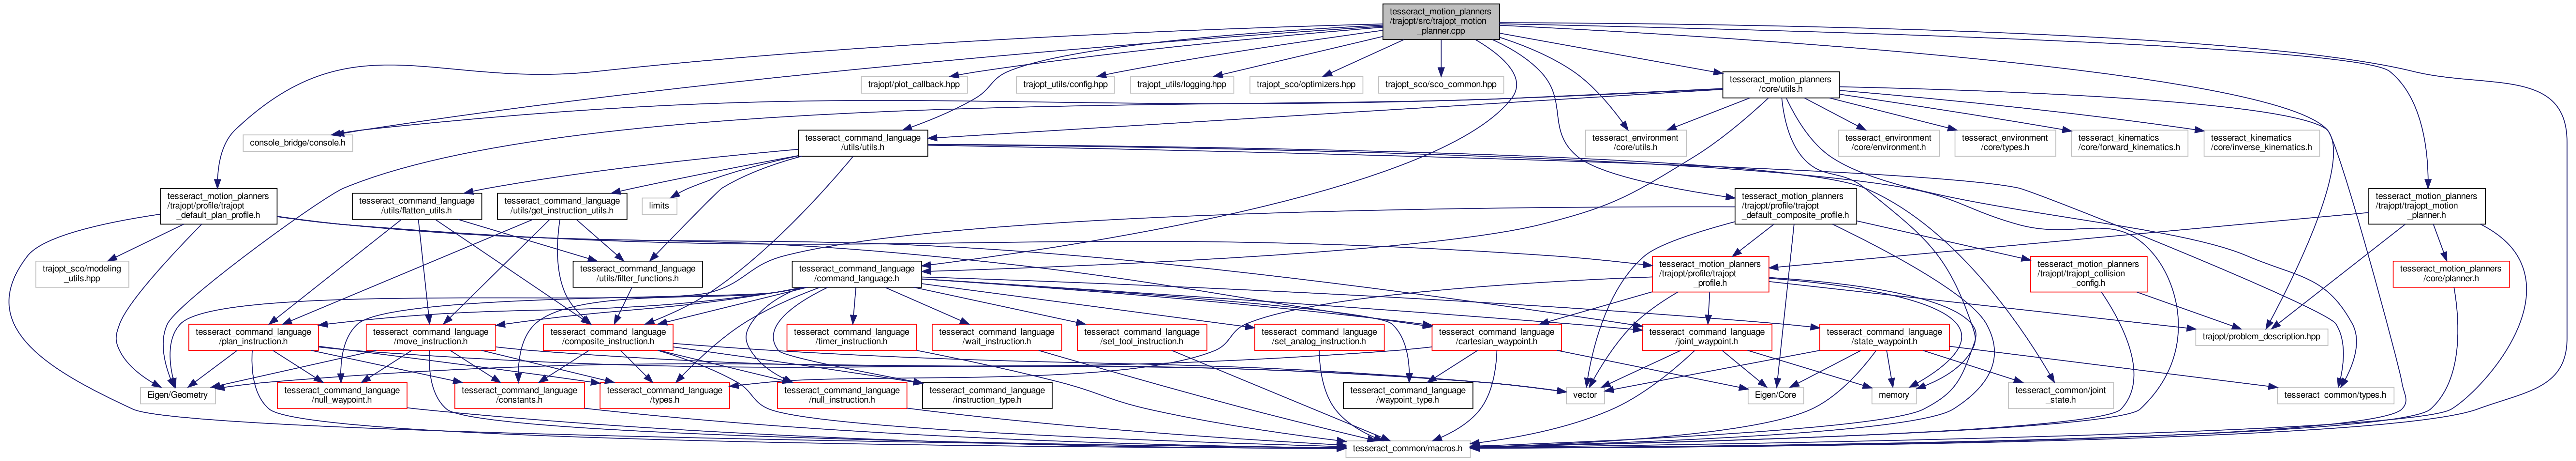 tesseract_motion_planners
/trajopt/src/trajopt_motion
_planner.cpp
trajopt/plot_callback.hpp
trajopt_utils/config.hpp
trajopt_utils/logging.hpp
trajopt_sco/optimizers.hpp
trajopt_sco/sco_common.hpp
tesseract_motion_planners
/core/utils.h
console_bridge/console.h
tesseract_command_language
/utils/utils.h
tesseract_environment
/core/utils.h
tesseract_environment
/core/environment.h
tesseract_environment
/core/types.h
tesseract_kinematics
/core/forward_kinematics.h
tesseract_kinematics
/core/inverse_kinematics.h
tesseract_motion_planners
/trajopt/profile/trajopt
_default_plan_profile.h
tesseract_command_language
/utils/flatten_utils.h
tesseract_command_language
/utils/get_instruction_utils.h
limits
tesseract_motion_planners
/trajopt/profile/trajopt
_default_composite_profile.h
tesseract_motion_planners
/trajopt/trajopt_motion
_planner.h
trajopt_sco/modeling
_utils.hpp
tesseract_command_language
/utils/filter_functions.h
tesseract_command_language
/command_language.h
tesseract_motion_planners
/trajopt/profile/trajopt
_profile.h
tesseract_motion_planners
/trajopt/trajopt_collision
_config.h
tesseract_motion_planners
/core/planner.h
tesseract_command_language
/plan_instruction.h
tesseract_command_language
/move_instruction.h
tesseract_command_language
/composite_instruction.h
tesseract_command_language
/timer_instruction.h
tesseract_command_language
/wait_instruction.h
tesseract_command_language
/set_tool_instruction.h
tesseract_command_language
/set_analog_instruction.h
tesseract_command_language
/cartesian_waypoint.h
tesseract_command_language
/joint_waypoint.h
tesseract_command_language
/state_waypoint.h
trajopt/problem_description.hpp
Eigen/Geometry
tesseract_command_language
/null_waypoint.h
tesseract_command_language
/constants.h
tesseract_command_language
/types.h
tesseract_command_language
/null_instruction.h
tesseract_command_language
/instruction_type.h
tesseract_command_language
/waypoint_type.h
vector
Eigen/Core
memory
tesseract_common/joint
_state.h
tesseract_common/types.h
tesseract_common/macros.h